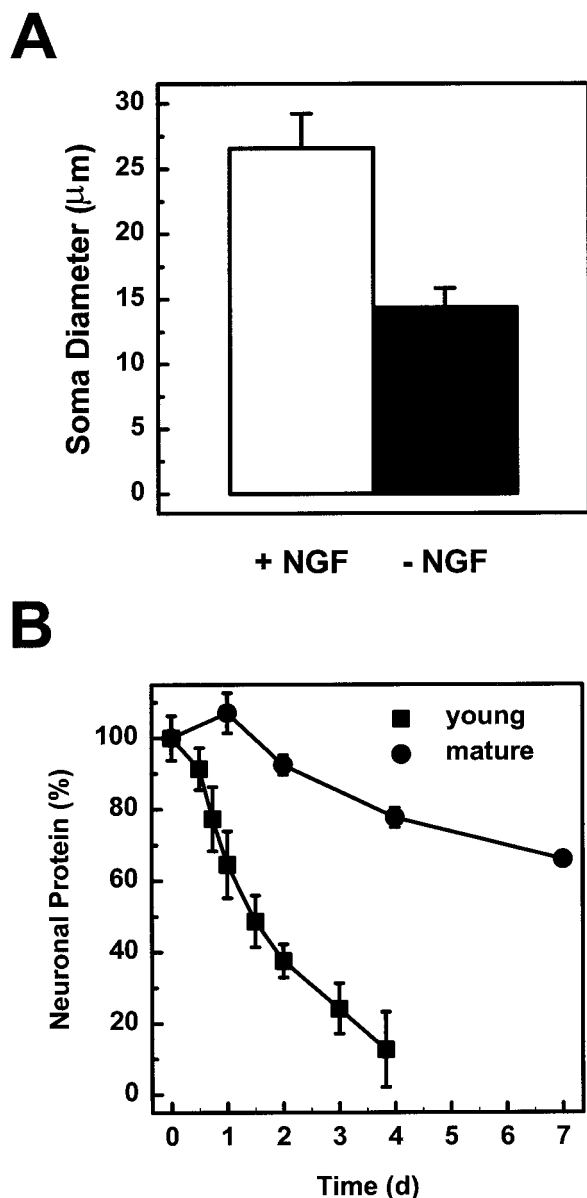 A
30
25
20
15
10
5
0
Soma Diameter (μm)
+ NGF - NGF
B
young
mature
100
80
60
40
20
0
Neuronal Protein (%)
0 1 2 3 4 5 6 7
Time (d)